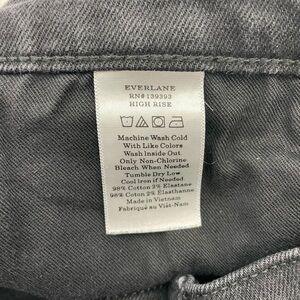 EVERLANE
RN# 139393
HIGH RISE
Machine Wash Cold
With Like Colors
Wash Inside Out
Only Non-Chlorine
Bleach When Needed
Tumble Dry Low
Cool Iron if Needed
98% Cotton 2% Elastane
98% Coton 2% Elasthanne
Made in Vietnam
Fabriqué au Viêt-Nam